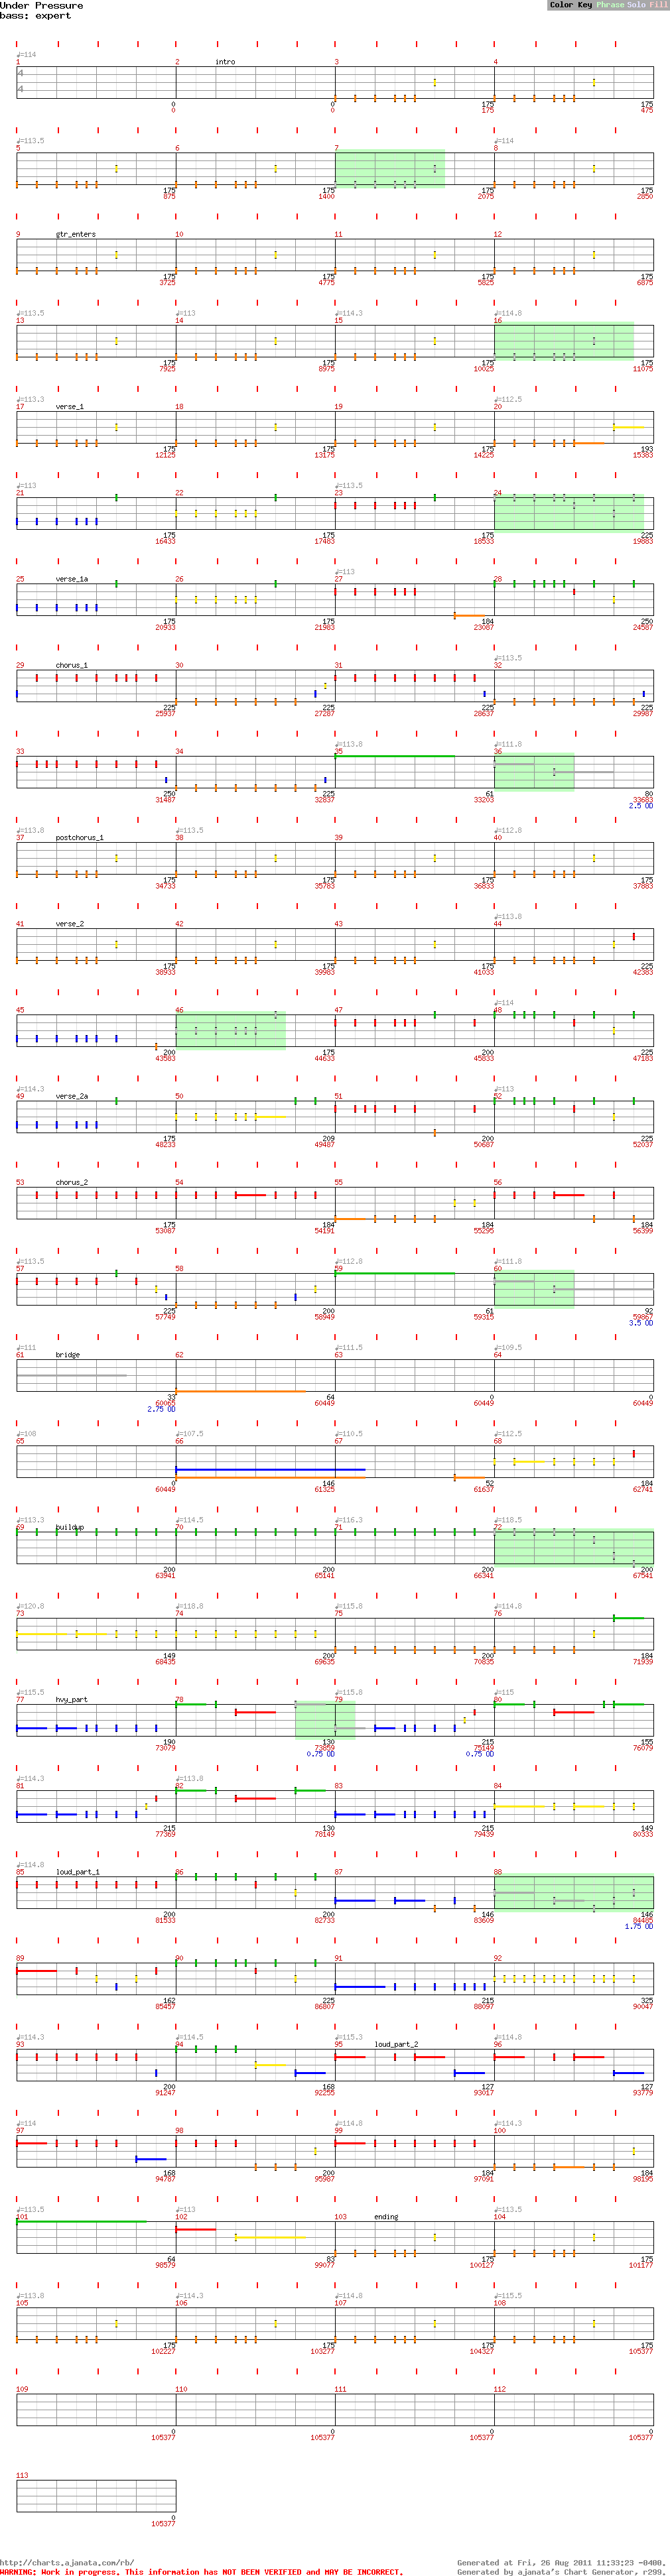 Under Pressure
bass: expert
Color Key Phrase Solo Fill
♩=114
1 2 intro 3 4
4
4
0 0 175 175
0 0 175 475
♩=113.5 ♩=114
5 6 7 8
175 175 175 175
875 1400 2075 2850
9 gtr_enters 10 11 12
175 175 175 175
3725 4775 5825 6875
♩=113.5 ♩=113 ♩=114.3 ♩=114.8
13 14 15 16
175 175 175 175
7925 8975 10025 11075
♩=113.3 ♩=112.5
17 verse_1 18 19 20
175 175 175 193
12125 13175 14225 15383
♩=113 ♩=113.5
21 22 23 24
175 175 175 225
16433 17483 18533 19883
♩=113
25 verse_1a 26 27 28
175 175 184 250
20933 21983 23087 24587
♩=113.5
29 chorus_1 30 31 32
225 225 225 225
25937 27287 28637 29987
♩=113.8 ♩=111.8
33 34 35 36
250 225 61 80
31487 32837 33203 33683
2.5 OD
♩=113.8 ♩=113.5 ♩=112.8
37 postchorus_1 38 39 40
175 175 175 175
34733 35783 36833 37883
♩=113.8
41 verse_2 42 43 44
175 175 175 225
38933 39983 41033 42383
♩=114
45 46 47 48
200 175 200 225
43583 44633 45833 47183
♩=114.3 ♩=113
49 verse_2a 50 51 52
175 209 200 225
48233 49487 50687 52037
53 chorus_2 54 55 56
175 184 184 184
53087 54191 55295 56399
♩=113.5 ♩=112.8 ♩=111.8
57 58 59 60
225 200 61 92
57749 58949 59315 59867
3.5 OD
♩=111 ♩=111.5 ♩=109.5
61 bridge 62 63 64
33 64 0 0
60065 60449 60449 60449
2.75 OD
♩=108 ♩=107.5 ♩=110.5 ♩=112.5
65 66 67 68
0 146 52 184
60449 61325 61637 62741
♩=113.3 ♩=114.5 ♩=116.3 ♩=118.5
69 buildup 70 71 72
200 200 200 200
63941 65141 66341 67541
♩=120.8 ♩=118.8 ♩=115.8 ♩=114.8
73 74 75 76
149 200 200 184
68435 69635 70835 71939
♩=115.5 ♩=115.8 ♩=115
77 hvy_part 78 79 80
190 130 215 155
73079 73859 75149 76079
0.75 OD 0.75 OD
♩=114.3 ♩=113.8
81 82 83 84
215 130 215 149
77369 78149 79439 80333
♩=114.8
85 loud_part_1 86 87 88
200 200 146 146
81533 82733 83609 84485
1.75 OD
89 90 91 92
162 225 215 325
85457 86807 88097 90047
♩=114.3 ♩=114.5 ♩=115.3 ♩=114.8
93 94 95 loud_part_2 96
200 168 127 127
91247 92255 93017 93779
♩=114 ♩=114.8 ♩=114.3
97 98 99 100
168 200 184 184
94787 95987 97091 98195
♩=113.5 ♩=113 ♩=113.5
101 102 103 ending 104
64 83 175 175
98579 99077 100127 101177
♩=113.8 ♩=114.3 ♩=114.8 ♩=115.5
105 106 107 108
175 175 175 175
102227 103277 104327 105377
109 110 111 112
0 0 0 0
105377 105377 105377 105377
113
0
105377
http://charts.ajanata.com/rb/ Generated at Fri, 26 Aug 2011 11:33:23 -0400.
WARNING: Work in progress. This information has NOT BEEN VERIFIED and MAY BE INCORRECT. Generated by ajanata's Chart Generator, r299.